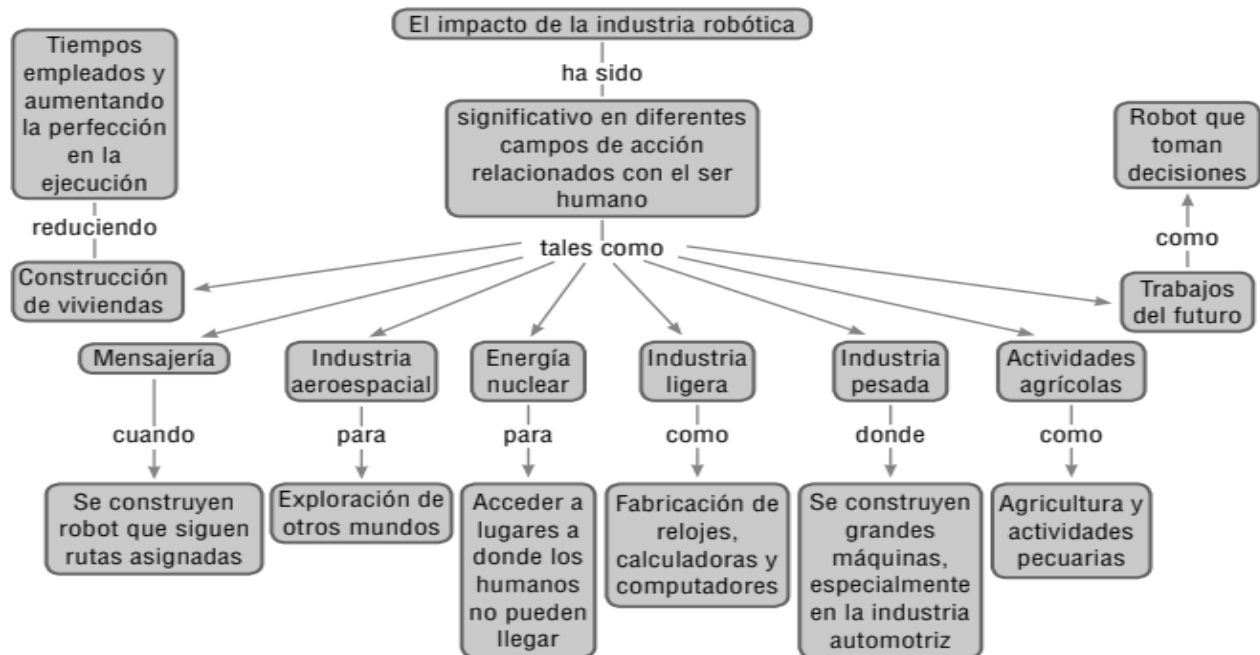 El impacto de la industria robótica
ha sido
significativo en diferentes
campos de acción
relacionados con el ser
humano
tales como
Tiempos
empleados y
aumentando
la perfección
en la
ejecución
reduciendo
Construcción
de viviendas
Robot que
toman
decisiones
como
Trabajos
del futuro
Mensajería
cuando
Se construyen
robot que siguen
rutas asignadas
Industria
aeroespacial
para
Exploración de
otros mundos
Energía
nuclear
para
Acceder a
lugares a
donde los
humanos
no pueden
llegar
Industria
ligera
como
Fabricación de
relojes,
calculadoras y
computadores
Industria
pesada
donde
Se construyen
grandes
máquinas,
especialmente
en la industria
automotriz
Actividades
agrícolas
como
Agricultura y
actividades
pecuarias